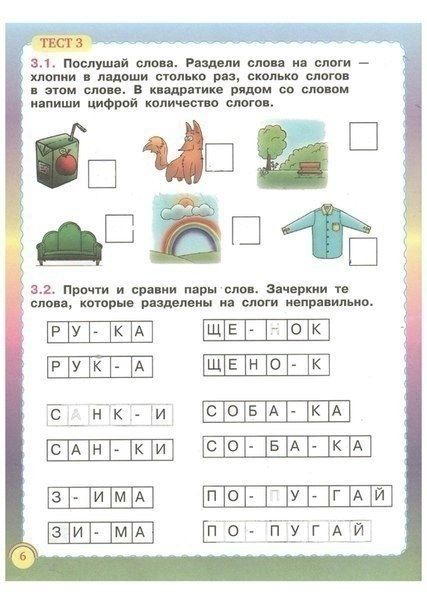 ТЕСТ 3
3.1. Послушай слова. Раздели слова на слоги —
хлопни в ладоши столько раз, сколько слогов
в этом слове. В квадратике рядом со словом
напиши цифрой количество слогов.
3.2. Прочти и сравни пары слов. Зачеркни те
слова, которые разделены на слоги неправильно.
РУ-КА
ЩЕ-НОК
РУК-А
ЩЕНО-К
САНК-И
СОБА-КА
САН-КИ
СО-БА-КА
З-ИМА
ПО-ПУ-ГАЙ
ЗИ-МА
ПО-ПУГАЙ
6